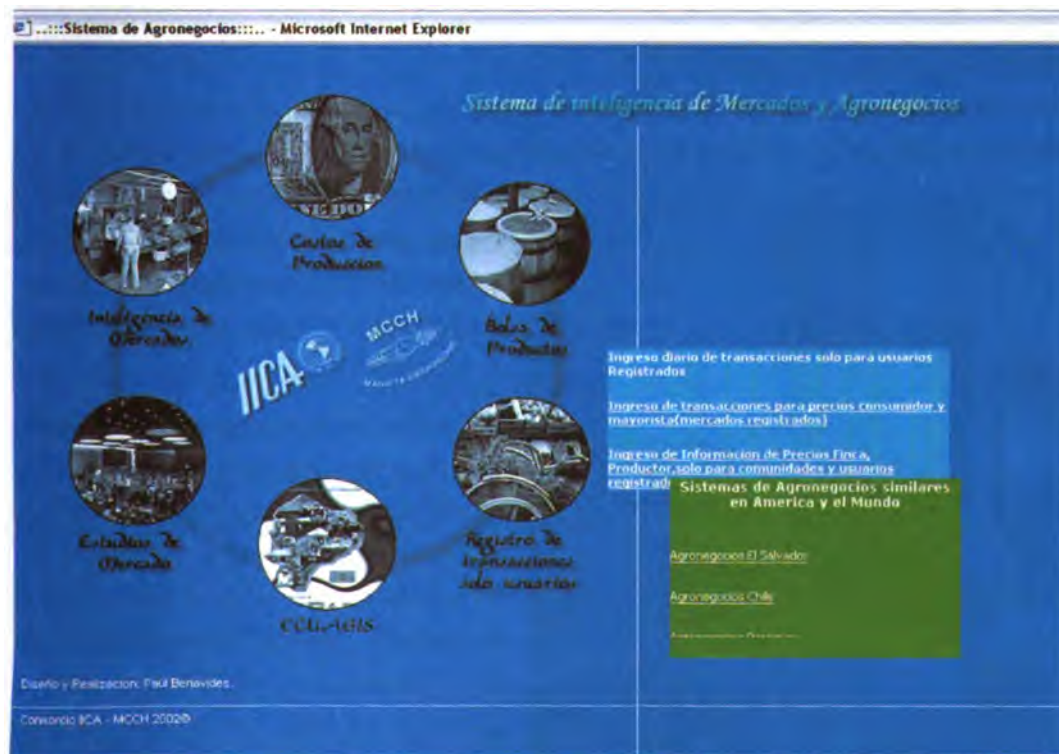 ..:::Sistema de Agronegocios:::.. - Microsoft Internet Explorer
Sistema de inteligencia de Mercados y Agronegocios
Costos de
Produccion
Inteligencia de
Mercados
Bolsa de
Productos
IICA
MCCH
Estudios de
Mercado
Registro de
transacciones
solo usuarios
Ingreso diario de transacciones solo para usuarios
Registrados
Ingreso de transacciones para precios consumidor y
mayorista(mercados registrados)
Ingreso de Informacion de Precios Finca,
Productor,solo para comunidades y usuarios
Sistemas de Agronegocios similares
en America y el Mundo
Agronegocios El Salvador
Agronegocios Chile
Diseño y Realizacion: Paúl Benavides.
Consorcio IICA - MCCH 2002®